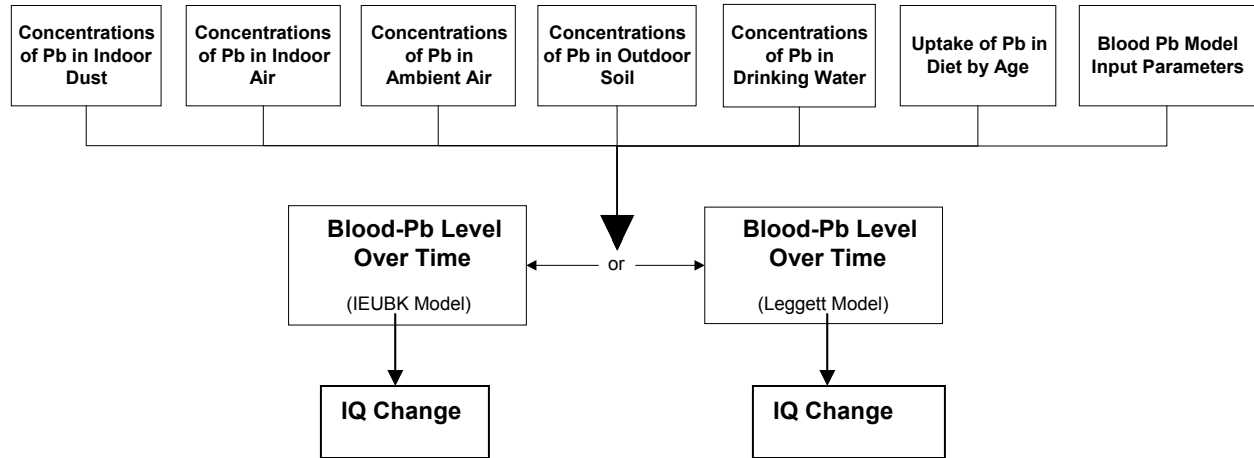 Concentrations
of Pb in Indoor
Dust
Concentrations
of Pb in Indoor
Air
Concentrations
of Pb in
Ambient Air
Concentrations
of Pb in Outdoor
Soil
Concentrations
of Pb in
Drinking Water
Uptake of Pb in
Diet by Age
Blood Pb Model
Input Parameters
Blood-Pb Level
Over Time
(IEUBK Model)
or
Blood-Pb Level
Over Time
(Leggett Model)
IQ Change
IQ Change